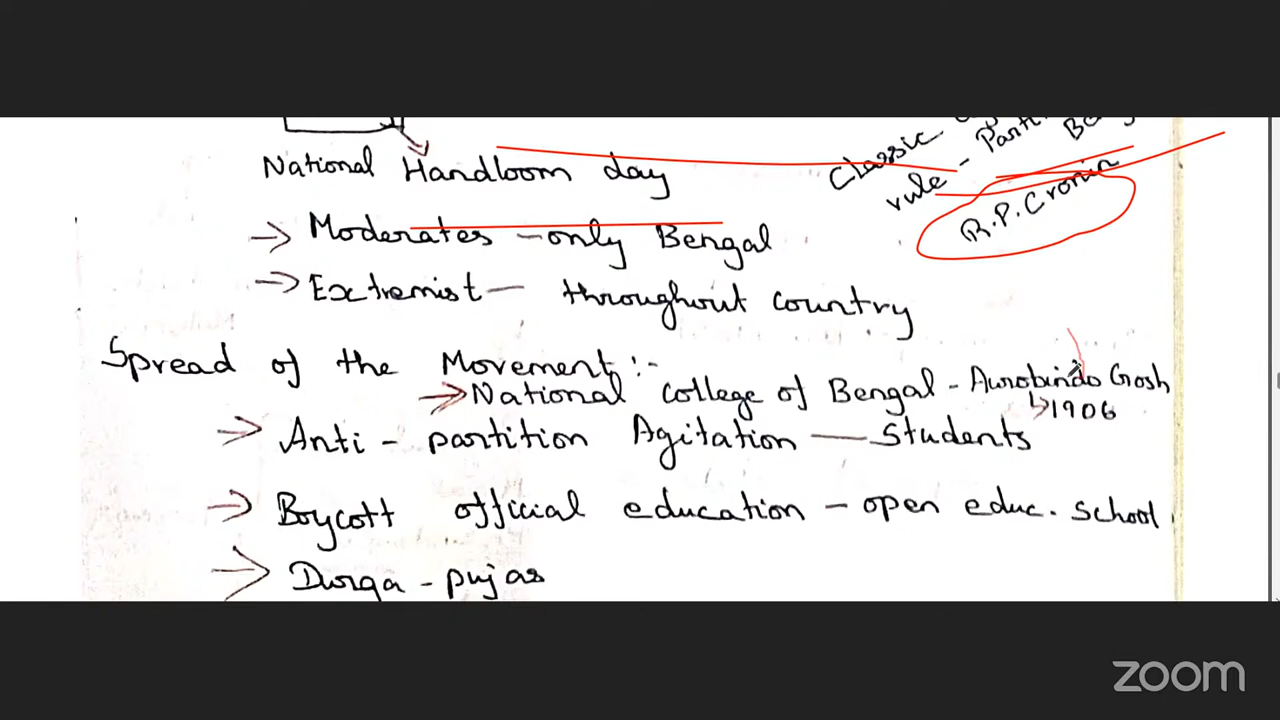 Classic
rule - Parti
R.P. Cronin
National Handloom day
→ Moderates - only Bengal
→ Extremist - throughout country
Spread of the Movement :-
→ National college of Bengal - Aurobindo Gosh
↳ 1906
→ Anti - partition Agitation — Students
→ Boycott official education - open educ. school.
→ Durga - pujas
zoom